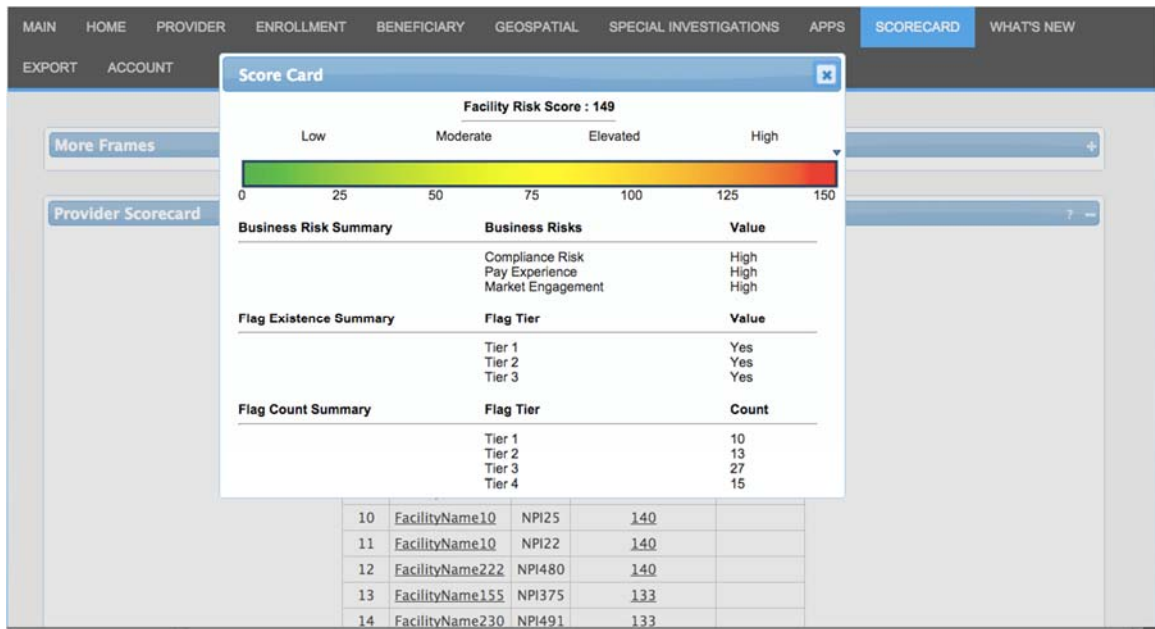 MAIN HOME PROVIDER ENROLLMENT BENEFICIARY GEOSPATIAL SPECIAL INVESTIGATIONS APPS SCORECARD WHAT'S NEW
EXPORT ACCOUNT
Score Card
Facility Risk Score : 149
Low Moderate Elevated High
More Frames +
0 25 50 75 100 125 150
Provider Scorecard ? −
Business Risk Summary Business Risks Value
Compliance Risk High
Pay Experience High
Market Engagement High
Flag Existence Summary Flag Tier Value
Tier 1 Yes
Tier 2 Yes
Tier 3 Yes
Flag Count Summary Flag Tier Count
Tier 1 10
Tier 2 13
Tier 3 27
Tier 4 15
10 FacilityName10 NPI25 140
11 FacilityName10 NPI22 140
12 FacilityName222 NPI480 140
13 FacilityName155 NPI375 133
14 FacilityName230 NPI491 133